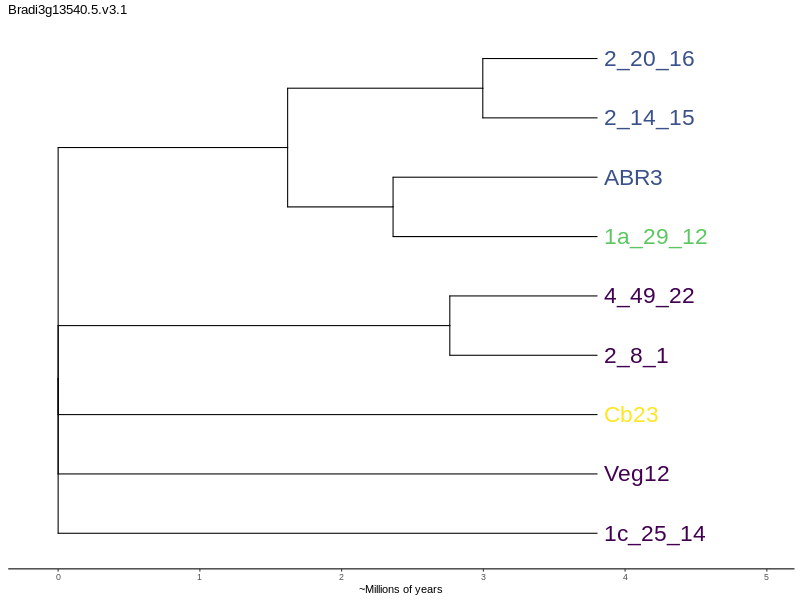 Bradi3g13540.5.v3.1
2_20_16
2_14_15
ABR3
1a_29_12
4_49_22
2_8_1
Cb23
Veg12
1c_25_14
0 1 2 3 4 5
~Millions of years